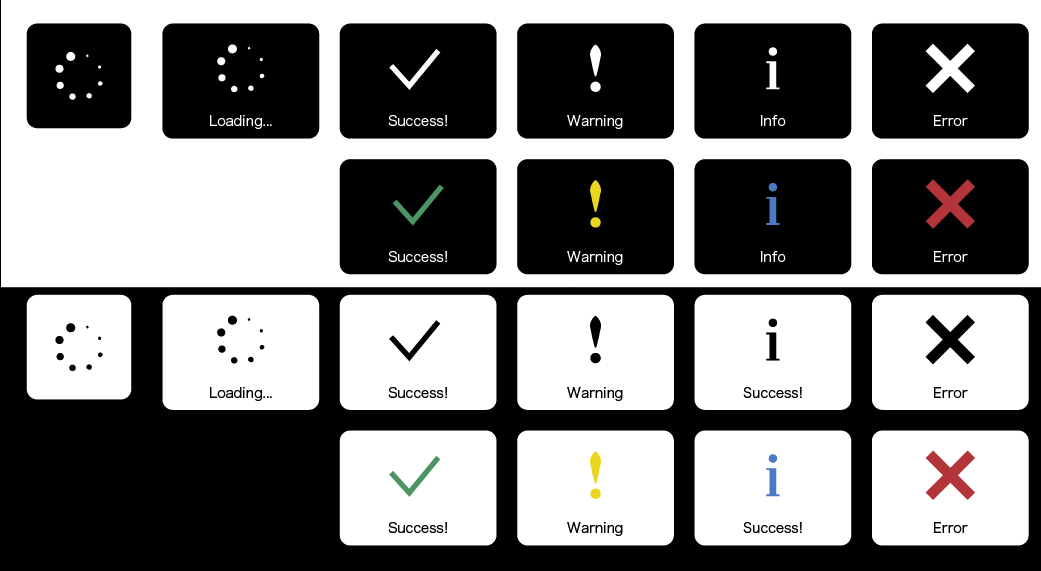 Loading... Success! Warning Info Error
Success! Warning Info Error
Loading... Success! Warning Success! Error
Success! Warning Success! Error